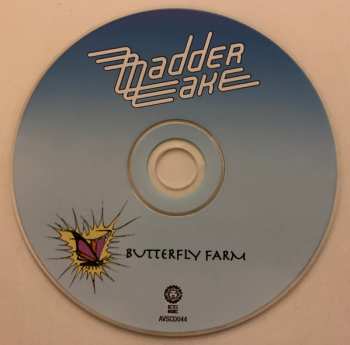 Madder
Lake
BUTTERFLY FARM
AVSCD044